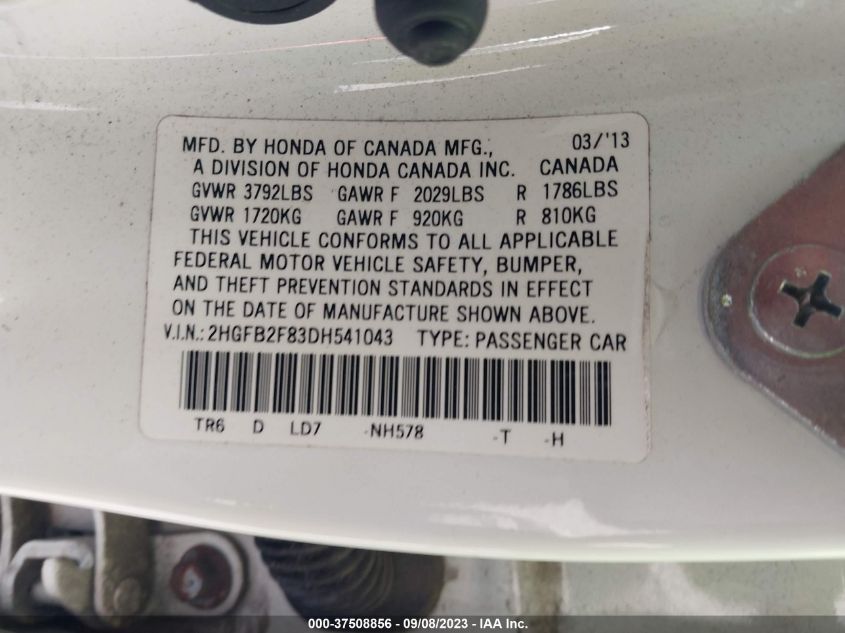 MFD. BY HONDA OF CANADA MFG., 03/'13
A DIVISION OF HONDA CANADA INC. CANADA
GVWR 3792LBS GAWR F 2029LBS R 1786LBS
GVWR 1720KG GAWR F 920KG R 810KG
THIS VEHICLE CONFORMS TO ALL APPLICABLE
FEDERAL MOTOR VEHICLE SAFETY, BUMPER,
AND THEFT PREVENTION STANDARDS IN EFFECT
ON THE DATE OF MANUFACTURE SHOWN ABOVE.
V.I.N.: 2HGFB2F83DH541043 TYPE: PASSENGER CAR
TR6 D LD7 -NH578 -T -H
000-37508856 - 09/08/2023 - IAA Inc.